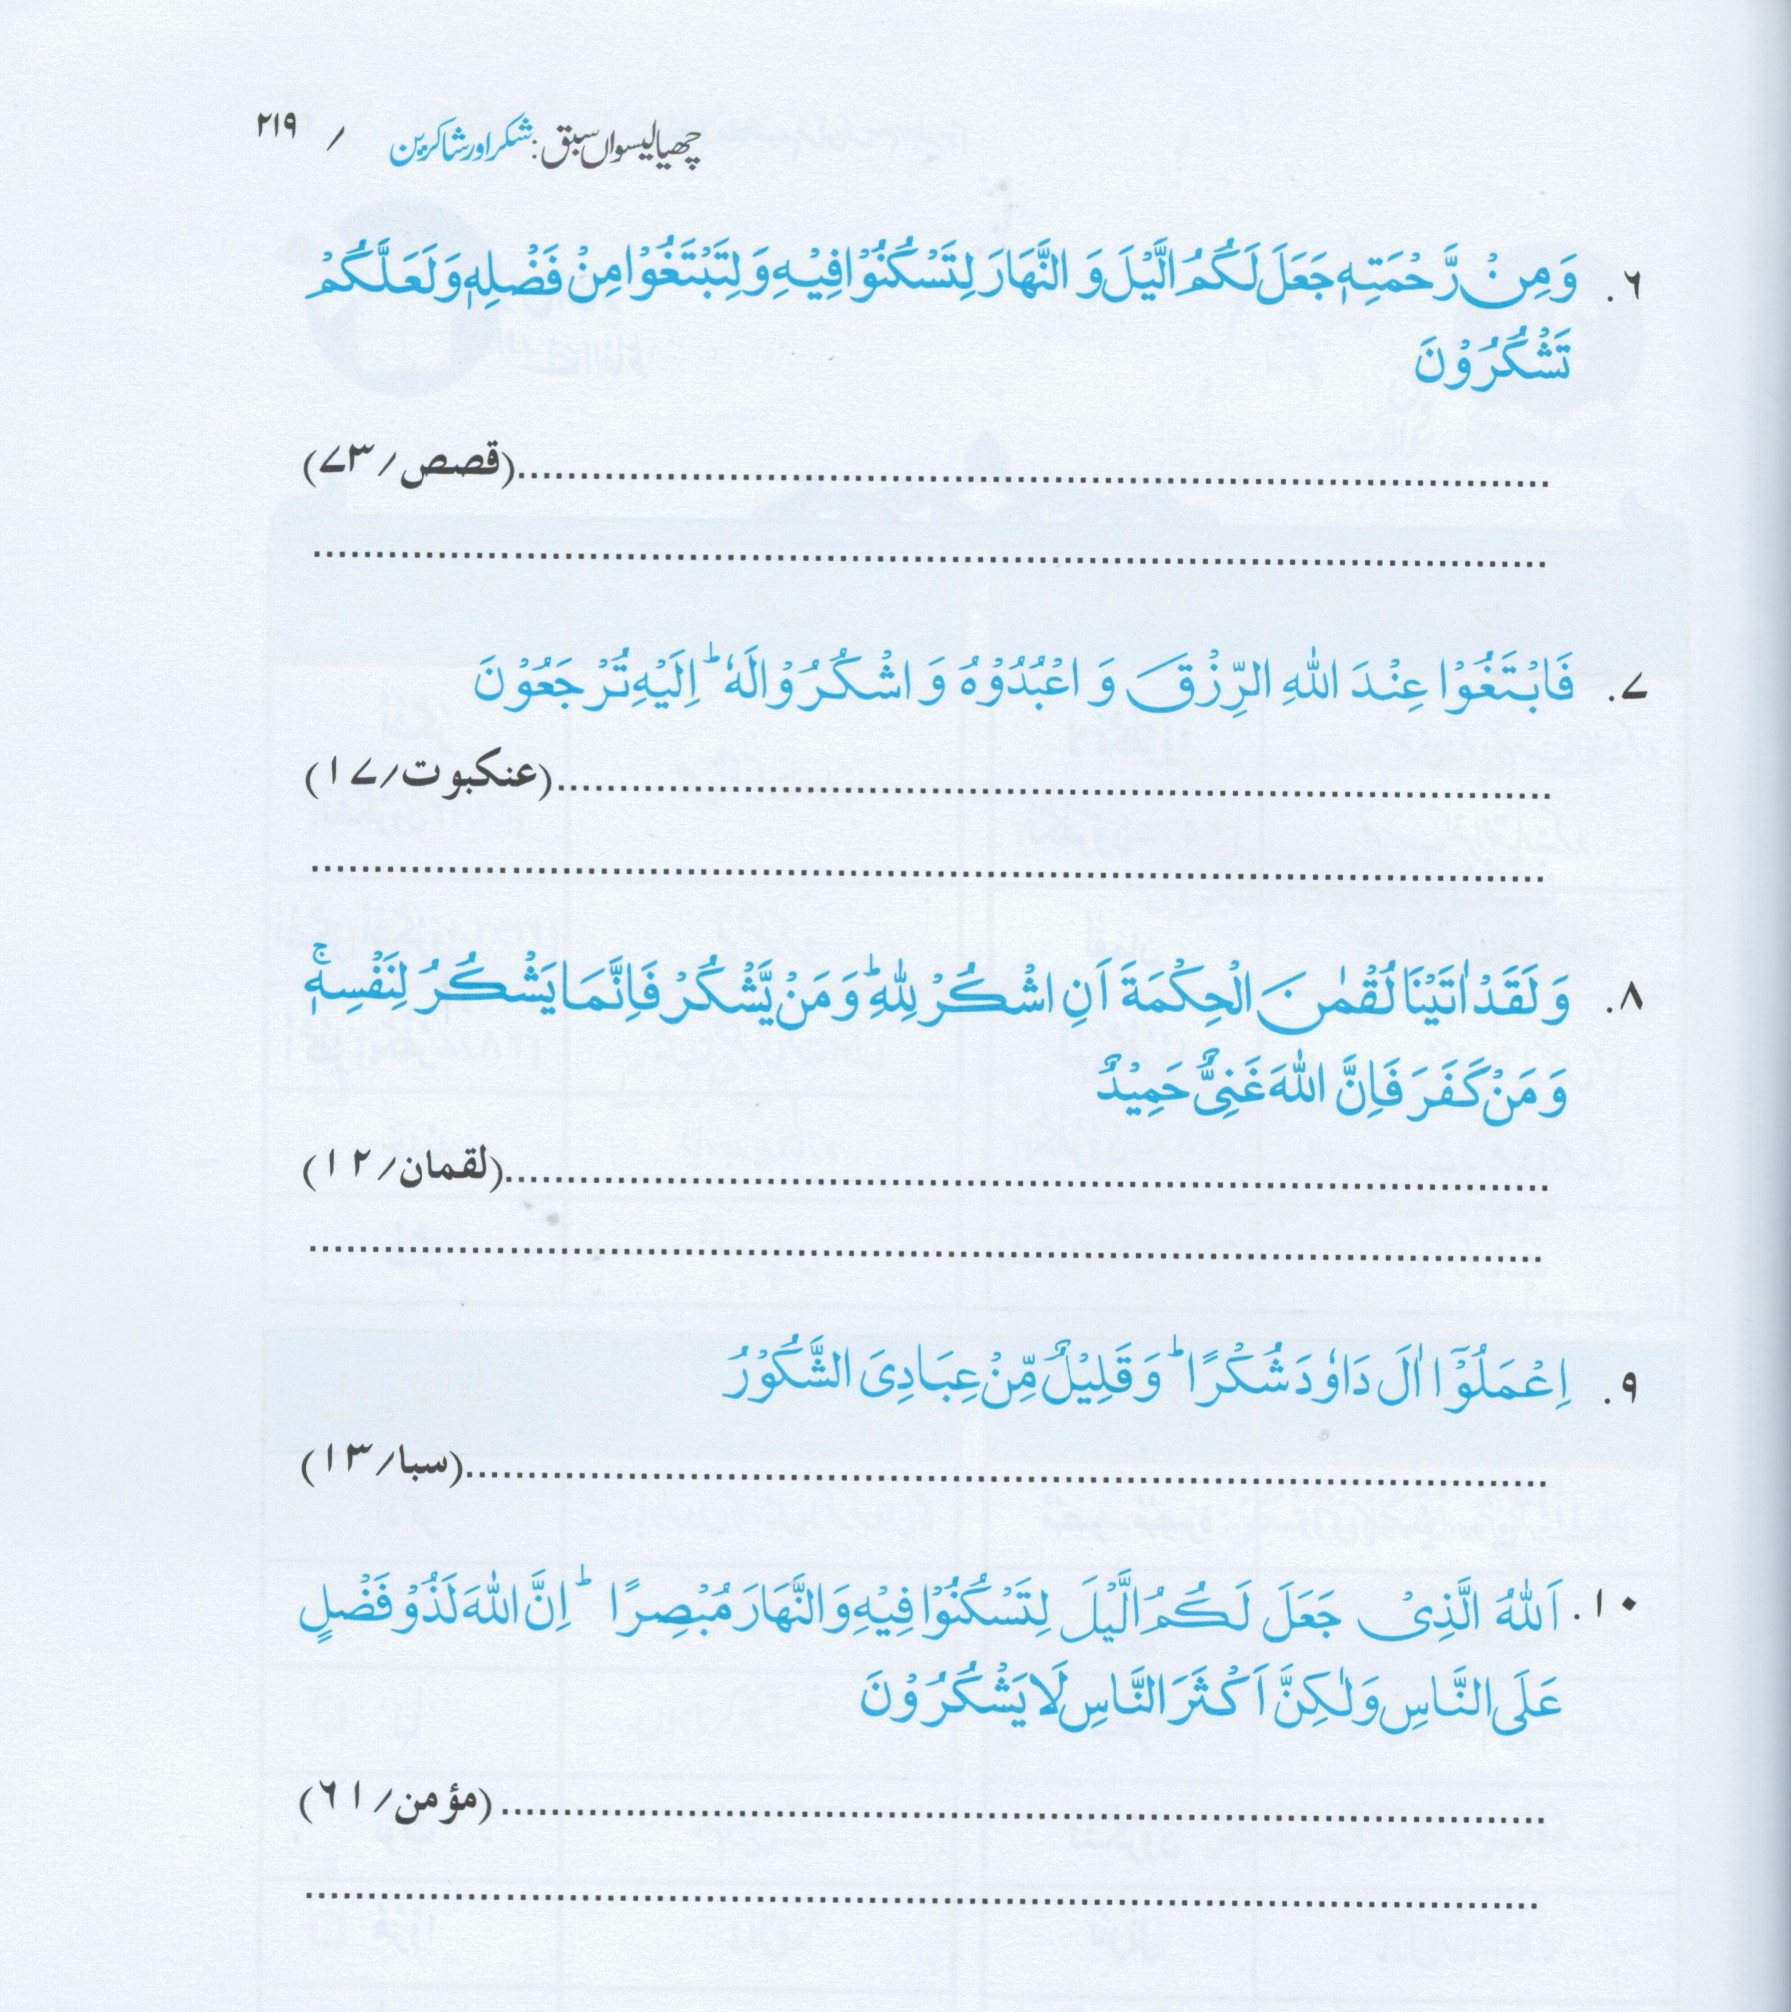 چھیالیسواں سبق: شکر اور شاکرین / ۲۱۹
۶. وَ مِنْ رَّحْمَتِهٖ جَعَلَ لَكُمُ الَّيْلَ وَ النَّهَارَ لِتَسْكُنُوْا فِيْهِ وَ لِتَبْتَغُوْا مِنْ فَضْلِهٖ وَ لَعَلَّكُمْ
تَشْكُرُوْنَ
................................(قصص/۷۳)
................................
۷. فَابْتَغُوْا عِنْدَ اللّٰهِ الرِّزْقَ وَ اعْبُدُوْهُ وَ اشْكُرُوْا لَهٗ ؕ اِلَيْهِ تُرْجَعُوْنَ
................................(عنکبوت/۱۷)
................................
۸. وَ لَقَدْ اٰتَيْنَا لُقْمٰنَ الْحِكْمَةَ اَنِ اشْكُرْ لِلّٰهِ ؕ وَ مَنْ يَّشْكُرْ فَاِنَّمَا يَشْكُرُ لِنَفْسِهٖ ۚ
وَ مَنْ كَفَرَ فَاِنَّ اللّٰهَ غَنِىٌّ حَمِيْدٌ
................................(لقمان/۱۲)
................................
۹. اِعْمَلُوْۤا اٰلَ دَاوٗدَ شُكْرًا ؕ وَ قَلِيْلٌ مِّنْ عِبَادِىَ الشَّكُوْرُ
................................(سبا/۱۳)
۱۰. اَللّٰهُ الَّذِىْ جَعَلَ لَكُمُ الَّيْلَ لِتَسْكُنُوْا فِيْهِ وَ النَّهَارَ مُبْصِرًا ؕ اِنَّ اللّٰهَ لَذُوْ فَضْلٍ
عَلَى النَّاسِ وَ لٰكِنَّ اَكْثَرَ النَّاسِ لَا يَشْكُرُوْنَ
................................(مؤمن/۶۱)
................................